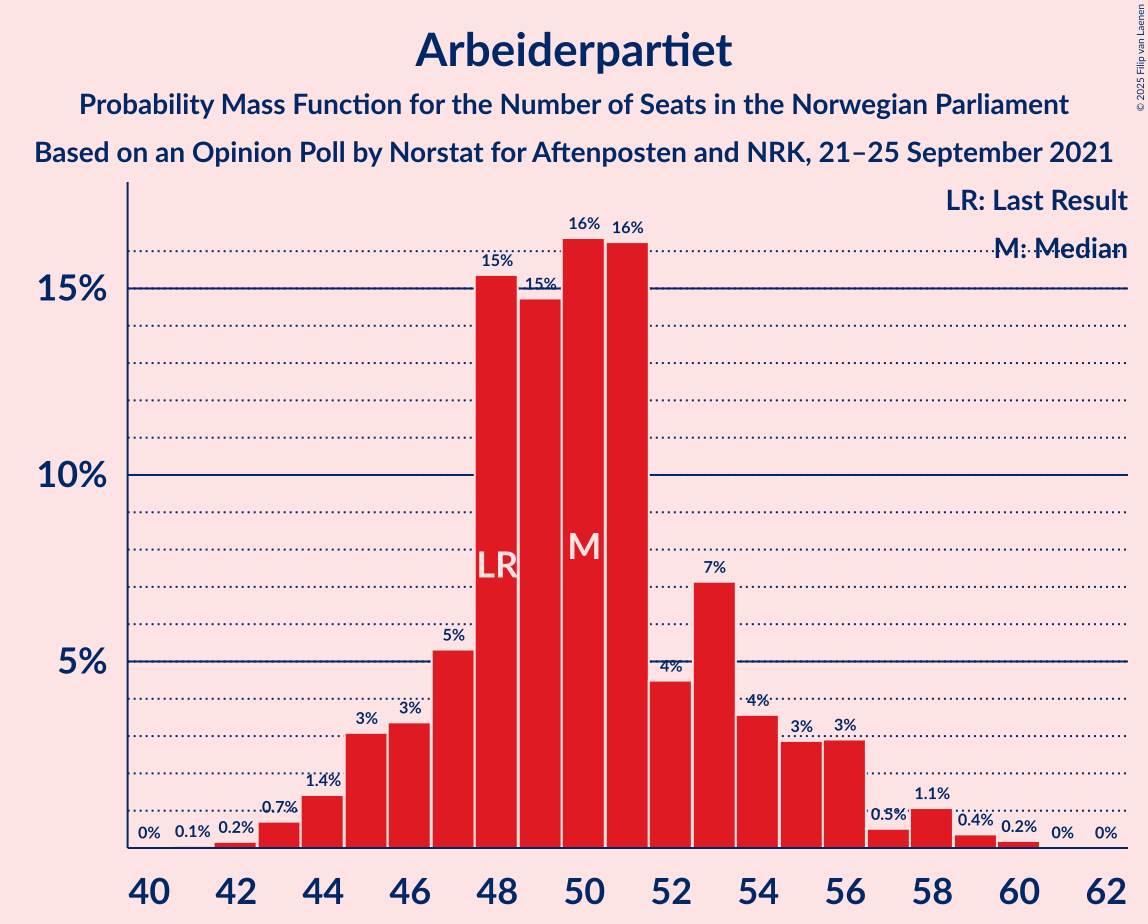 Arbeiderpartiet
Probability Mass Function for the Number of Seats in the Norwegian Parliament
Based on an Opinion Poll by Norstat for Aftenposten and NRK, 21–25 September 2021
© 2025 Filip van Laenen
LR: Last Result
M: Median
15%
10%
5%
0%
0.1%
0.2%
0.7%
1.4%
3%
3%
5%
15%
15%
16%
16%
4%
7%
4%
3%
3%
0.5%
1.1%
0.4%
0.2%
0%
0%
LR
M
40 42 44 46 48 50 52 54 56 58 60 62